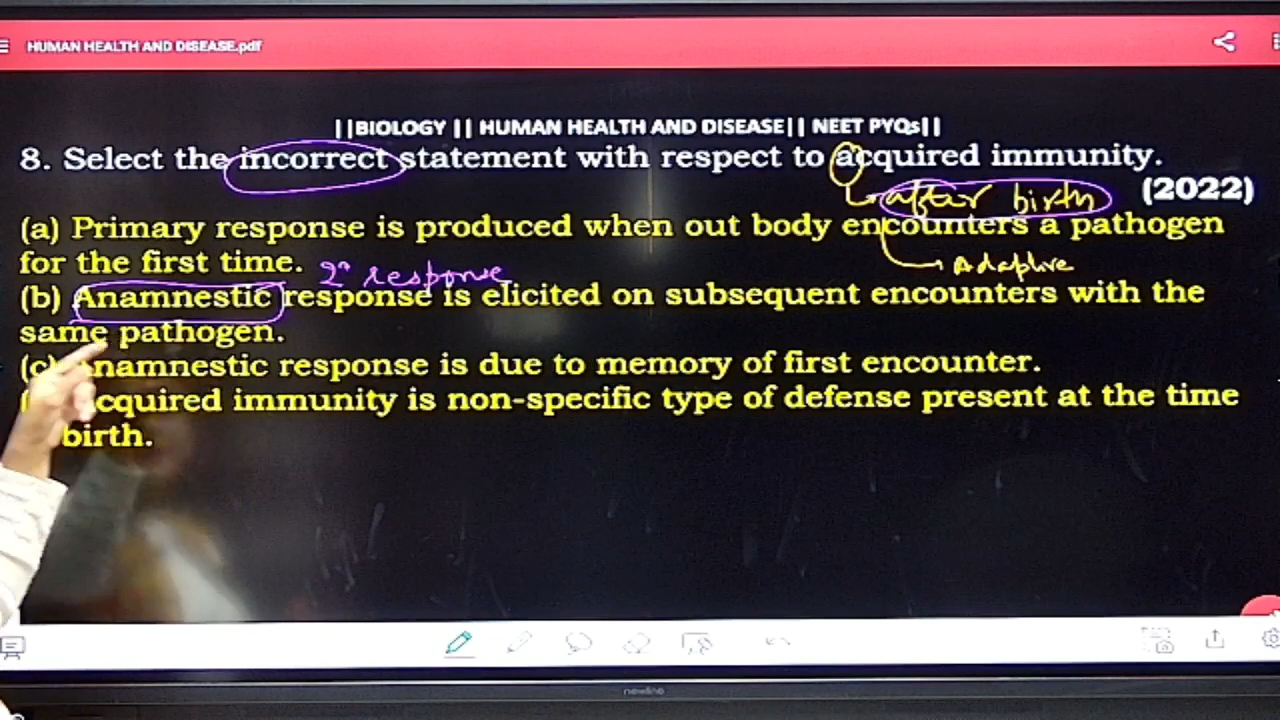 HUMAN HEALTH AND DISEASE.pdf
||BIOLOGY || HUMAN HEALTH AND DISEASE|| NEET PYQs||
8. Select the incorrect statement with respect to acquired immunity.
after birth (2022)
(a) Primary response is produced when out body encounters a pathogen
for the first time. 2° response Adaptive
(b) Anamnestic response is elicited on subsequent encounters with the
same pathogen.
(c) Anamnestic response is due to memory of first encounter.
acquired immunity is non-specific type of defense present at the time
birth.
newline